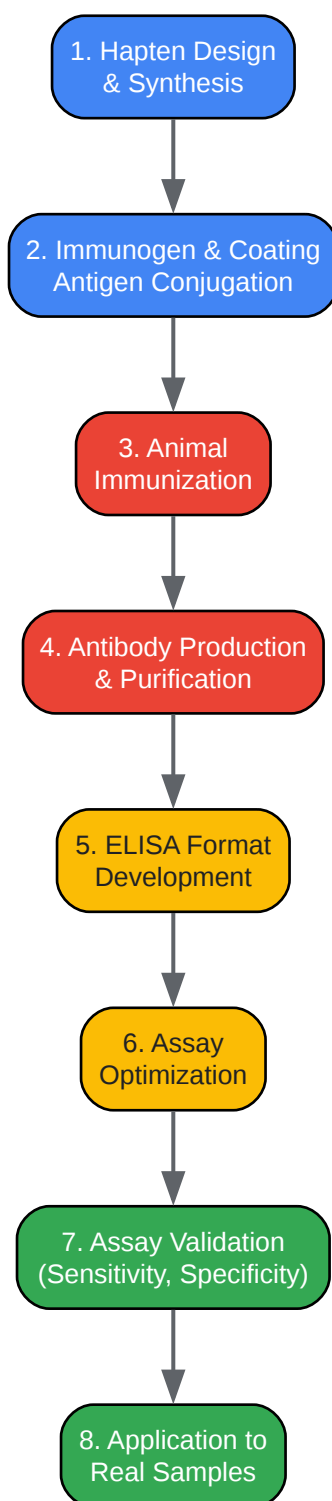 1. Hapten Design
& Synthesis
2. Immunogen & Coating
Antigen Conjugation
3. Animal
Immunization
4. Antibody Production
& Purification
5. ELISA Format
Development
6. Assay
Optimization
7. Assay Validation
(Sensitivity, Specificity)
8. Application to
Real Samples